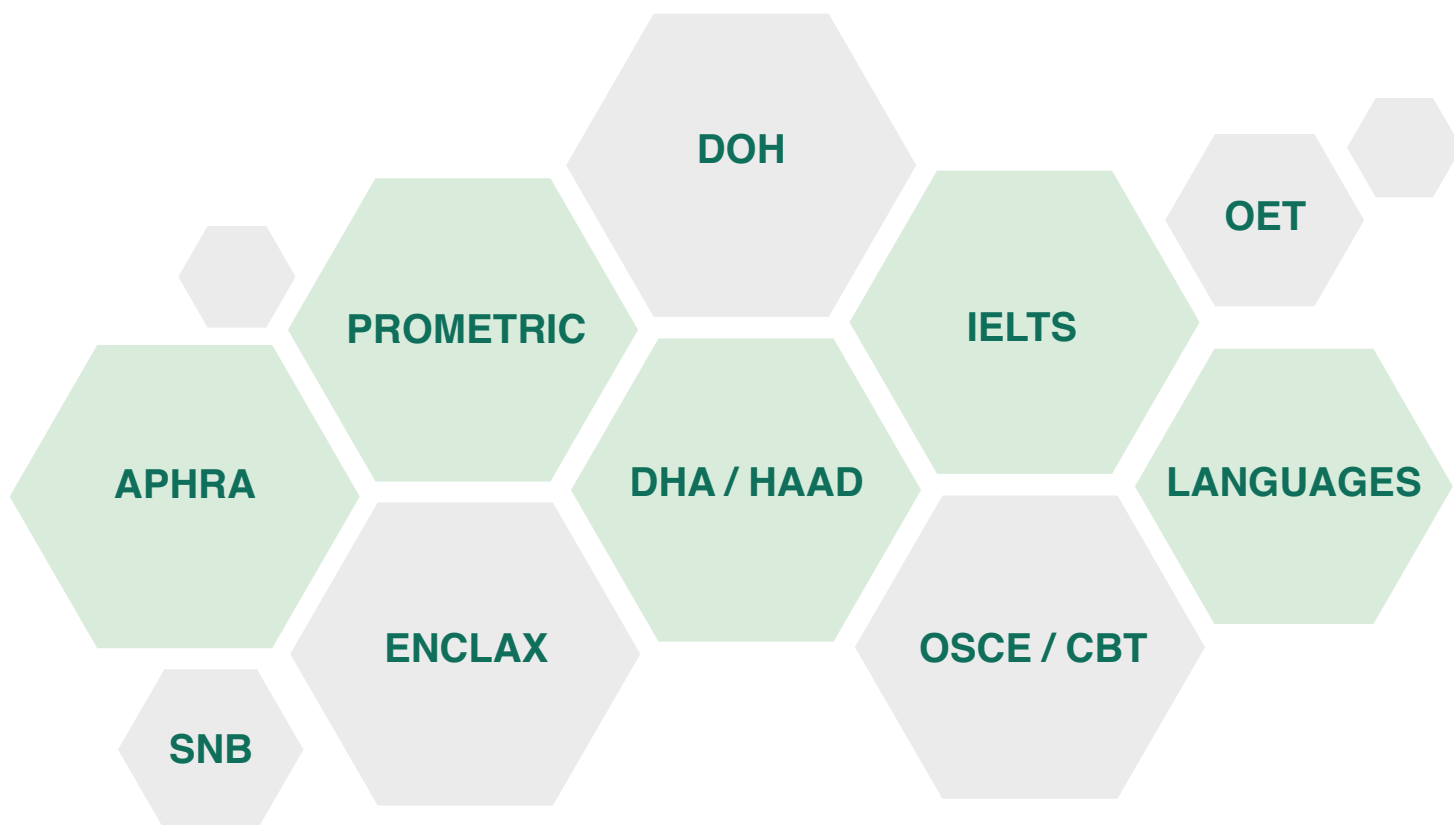 DOH
OET
PROMETRIC
IELTS
APHRA
DHA / HAAD
LANGUAGES
ENCLAX
OSCE / CBT
SNB